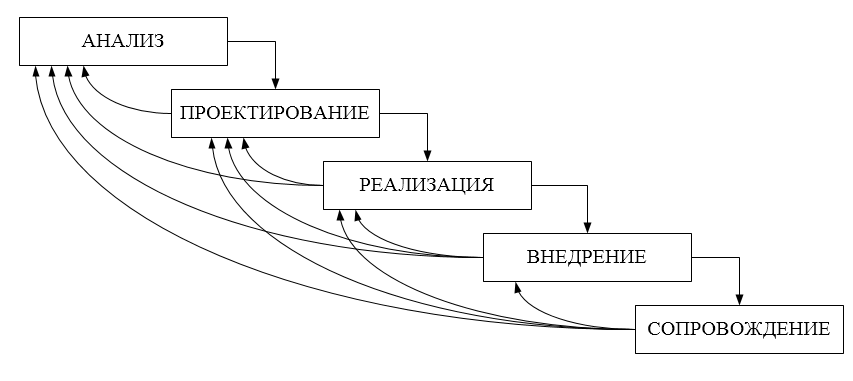 АНАЛИЗ
ПРОЕКТИРОВАНИЕ
РЕАЛИЗАЦИЯ
ВНЕДРЕНИЕ
СОПРОВОЖДЕНИЕ